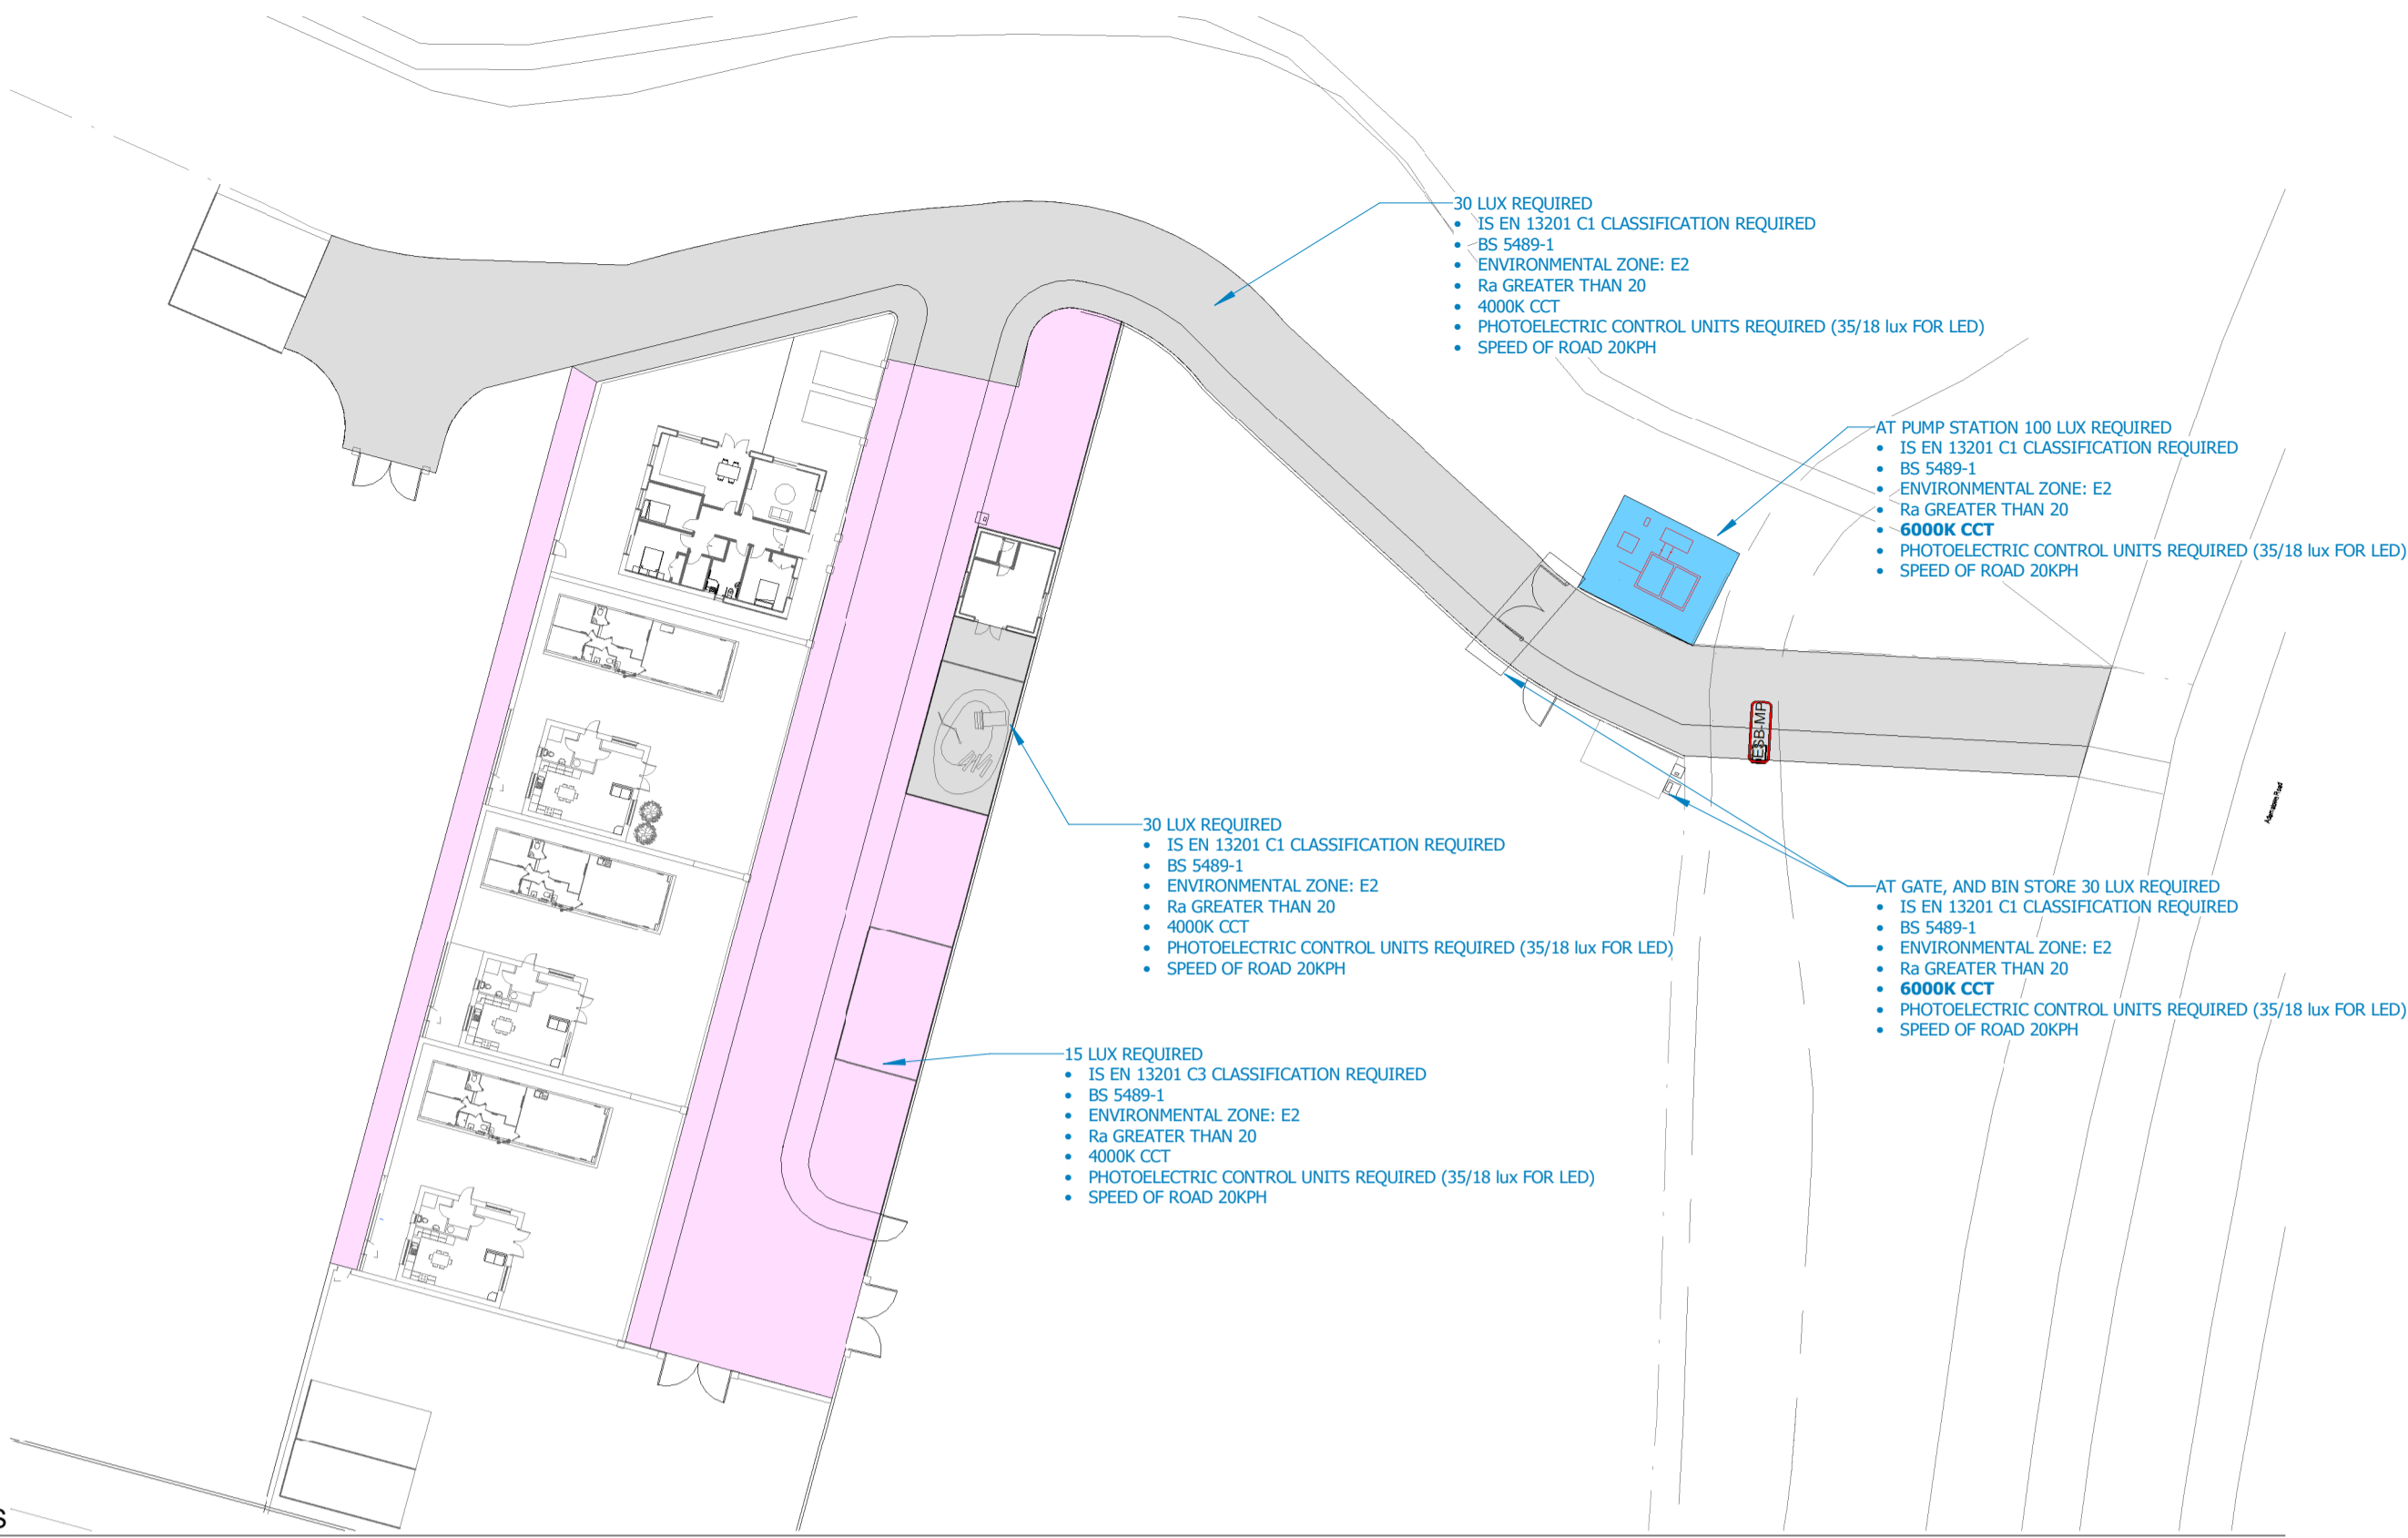 30 LUX REQUIRED
• IS EN 13201 C1 CLASSIFICATION REQUIRED
• BS 5489-1
• ENVIRONMENTAL ZONE: E2
• Ra GREATER THAN 20
• 4000K CCT
• PHOTOELECTRIC CONTROL UNITS REQUIRED (35/18 lux FOR LED)
• SPEED OF ROAD 20KPH
AT PUMP STATION 100 LUX REQUIRED
• IS EN 13201 C1 CLASSIFICATION REQUIRED
• BS 5489-1
• ENVIRONMENTAL ZONE: E2
• Ra GREATER THAN 20
• 6000K CCT
• PHOTOELECTRIC CONTROL UNITS REQUIRED (35/18 lux FOR LED)
• SPEED OF ROAD 20KPH
ESB-MP
30 LUX REQUIRED
• IS EN 13201 C1 CLASSIFICATION REQUIRED
• BS 5489-1
• ENVIRONMENTAL ZONE: E2
• Ra GREATER THAN 20
• 4000K CCT
• PHOTOELECTRIC CONTROL UNITS REQUIRED (35/18 lux FOR LED)
• SPEED OF ROAD 20KPH
AT GATE, AND BIN STORE 30 LUX REQUIRED
• IS EN 13201 C1 CLASSIFICATION REQUIRED
• BS 5489-1
• ENVIRONMENTAL ZONE: E2
• Ra GREATER THAN 20
• 6000K CCT
• PHOTOELECTRIC CONTROL UNITS REQUIRED (35/18 lux FOR LED)
• SPEED OF ROAD 20KPH
15 LUX REQUIRED
• IS EN 13201 C3 CLASSIFICATION REQUIRED
• BS 5489-1
• ENVIRONMENTAL ZONE: E2
• Ra GREATER THAN 20
• 4000K CCT
• PHOTOELECTRIC CONTROL UNITS REQUIRED (35/18 lux FOR LED)
• SPEED OF ROAD 20KPH
Road
S